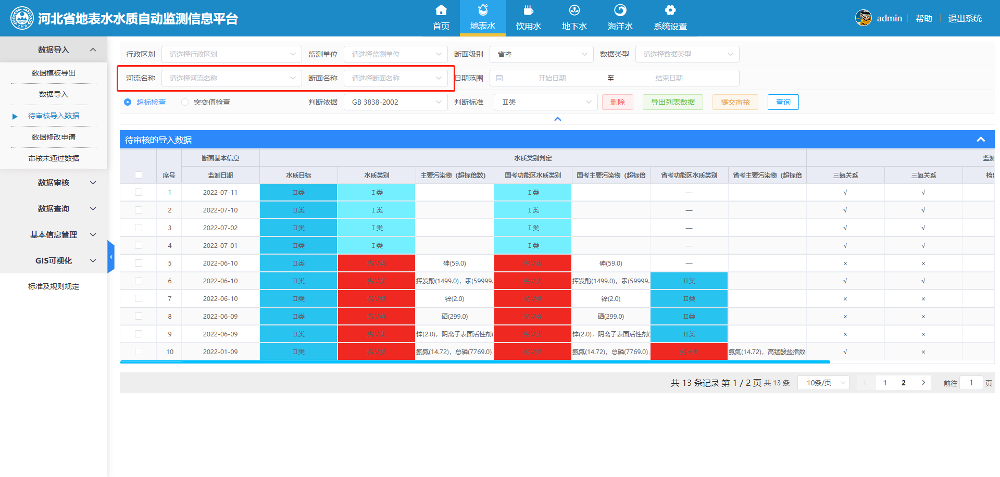 河北省地表水水质自动监测信息平台
首页 地表水 饮用水 地下水 海洋水 系统设置
admin 帮助 退出系统
数据导入
数据模板导出
数据导入
待审核导入数据
数据修改申请
审核未通过数据
数据审核
数据查询
基本信息管理
GIS可视化
标准及规则规定
行政区划 请选择行政区划 监测单位 请选择监测单位 断面级别 省控 数据类型 请选择数据类型
河流名称 请选择河流名称 断面名称 请选择断面名称 日期范围 开始日期 至 结束日期
超标检查 突变值检查 判断依据 GB 3838-2002 判断标准 II类 删除 导出列表数据 提交审核 查询
待审核的导入数据
断面基本信息 水质类别判定 监测
序号 监测日期 水质目标 水质类别 主要污染物（超标倍数） 国考功能区水质类别 国考主要污染物（超标倍 省考功能区水质类别 省考主要污染物（超标倍 三氮关系 三氧关系 检出
1 2022-07-11 II类 I类 I类 — √ √
2 2022-07-10 II类 I类 I类 — √ √
3 2022-07-02 II类 I类 I类 — √ √
4 2022-07-01 II类 I类 I类 — √ √
5 2022-06-10 II类 劣V类 砷(59.0) 劣V类 砷(59.0) — × ×
6 2022-06-10 II类 劣V类 挥发酚(1499.0)，汞(59999. 劣V类 挥发酚(1499.0)，汞(59999. II类 √ √
7 2022-06-10 II类 劣V类 锌(2.0) 劣V类 锌(2.0) II类 × ×
8 2022-06-09 II类 劣V类 硒(299.0) 劣V类 硒(299.0) II类 × ×
9 2022-06-09 II类 劣V类 锌(2.0)，阴离子表面活性剂( 劣V类 锌(2.0)，阴离子表面活性剂( II类 × ×
10 2022-01-09 II类 劣V类 氨氮(14.72)，总磷(7769.0)， 劣V类 氨氮(14.72)，总磷(7769.0)， 劣V类 氨氮(14.72)，高锰酸盐指数 √ ×
共 13 条记录 第 1 / 2 页 共 13 条 10条/页 1 2 前往 1 页